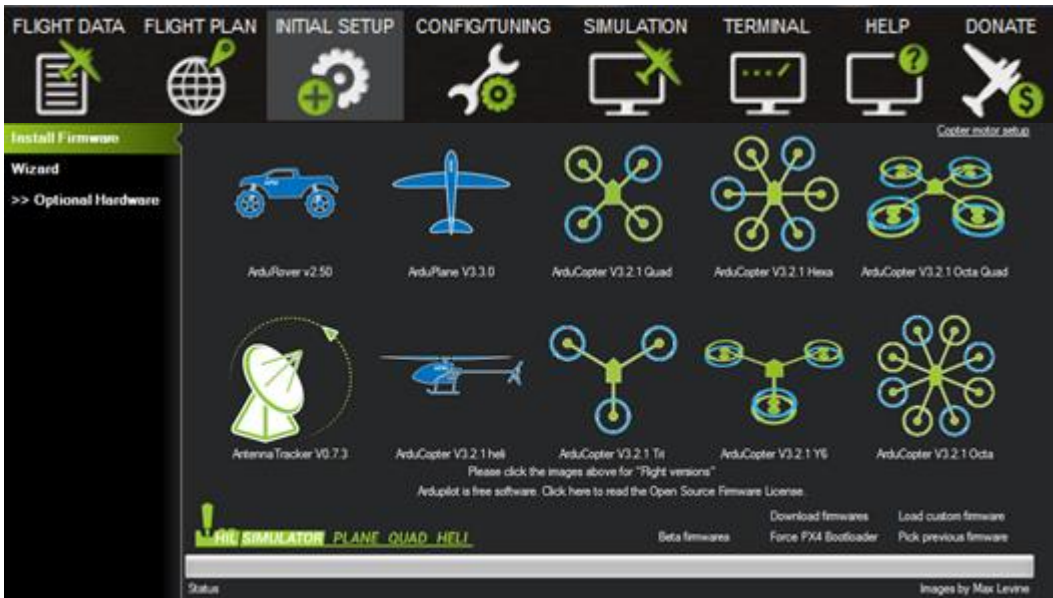 FLIGHT DATA FLIGHT PLAN INITIAL SETUP CONFIG/TUNING SIMULATION TERMINAL HELP DONATE
Install Firmware
Wizard
>> Optional Hardware
Copter motor setup
ArduRover v2.50 ArduPlane V3.3.0 ArduCopter V3.2.1 Quad ArduCopter V3.2.1 Hexa ArduCopter V3.2.1 Octa Quad
AntennaTracker V0.7.3 ArduCopter V3.2.1 heli ArduCopter V3.2.1 Tri ArduCopter V3.2.1 Y6 ArduCopter V3.2.1 Octa
Please click the images above for "Flight versions"
Ardupilot is free software. Click here to read the Open Source Firmware License.
Download firmwares Load custom firmware
HIL SIMULATOR PLANE QUAD HELI Beta firmwares Force PX4 Bootloader Pick previous firmware
Status Images by Max Levine